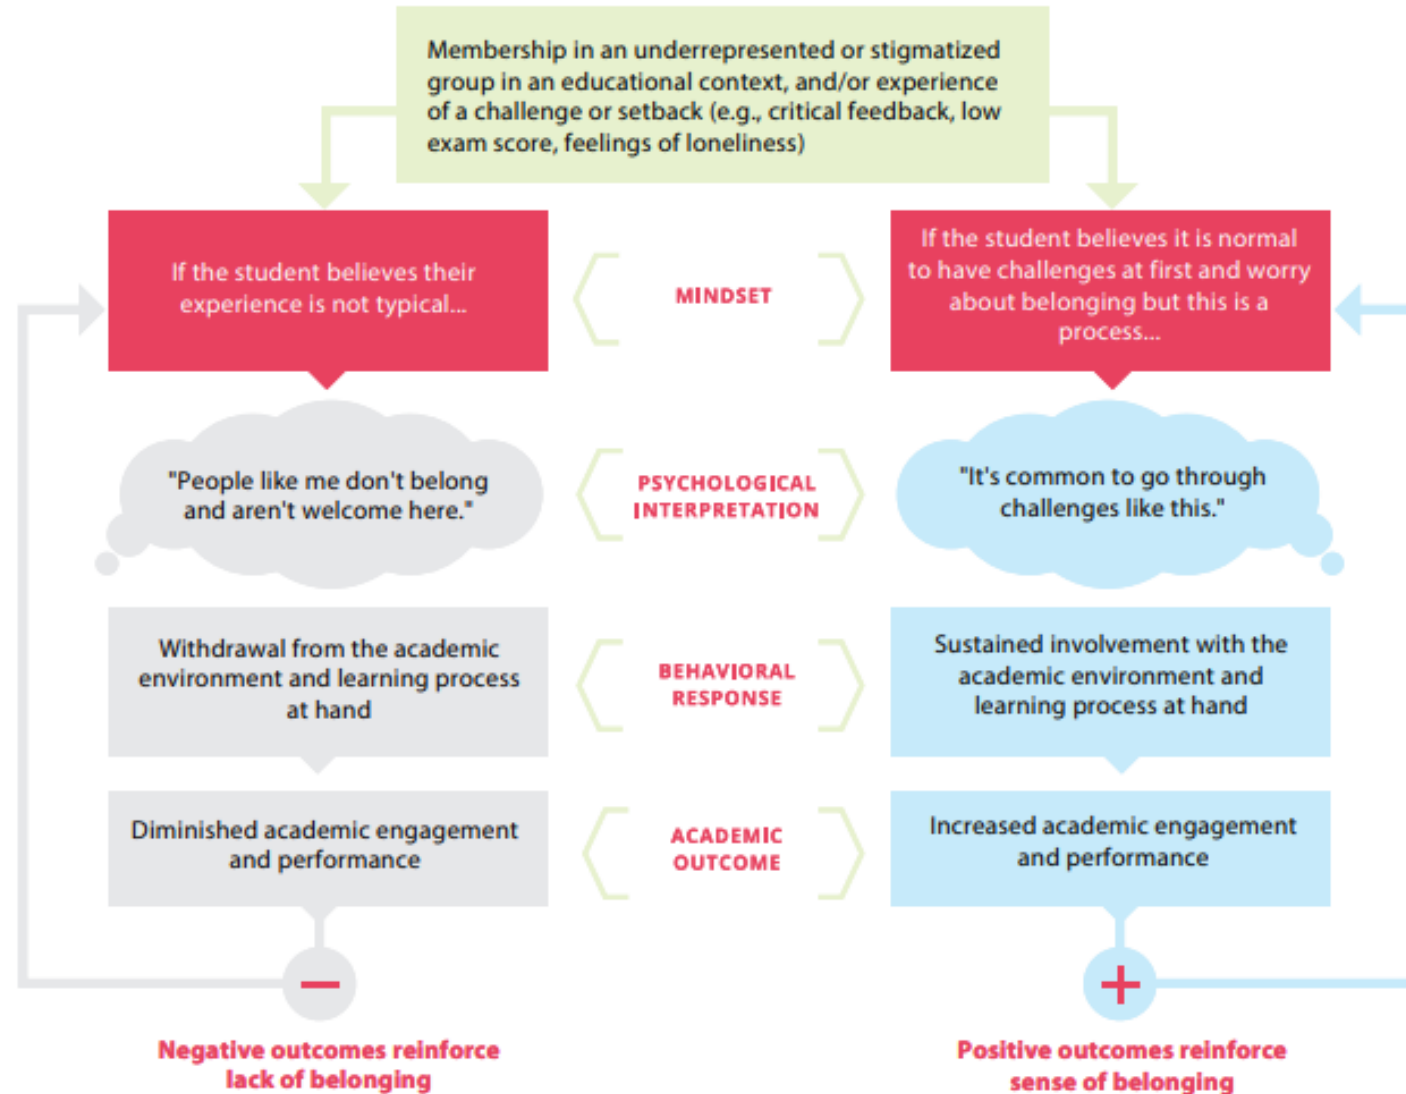 Membership in an underrepresented or stigmatized
group in an educational context, and/or experience
of a challenge or setback (e.g., critical feedback, low
exam score, feelings of loneliness)
If the student believes their
experience is not typical...
MINDSET
If the student believes it is normal
to have challenges at first and worry
about belonging but this is a
process...
"People like me don't belong
and aren't welcome here."
PSYCHOLOGICAL
INTERPRETATION
"It's common to go through
challenges like this."
Withdrawal from the academic
environment and learning process
at hand
BEHAVIORAL
RESPONSE
Sustained involvement with the
academic environment and
learning process at hand
Diminished academic engagement
and performance
ACADEMIC
OUTCOME
Increased academic engagement
and performance
−
+
Negative outcomes reinforce
lack of belonging
Positive outcomes reinforce
sense of belonging